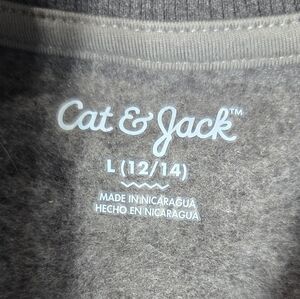 Cat & Jack™
L (12/14)
MADE IN NICARAGUA
HECHO EN NICARAGUA